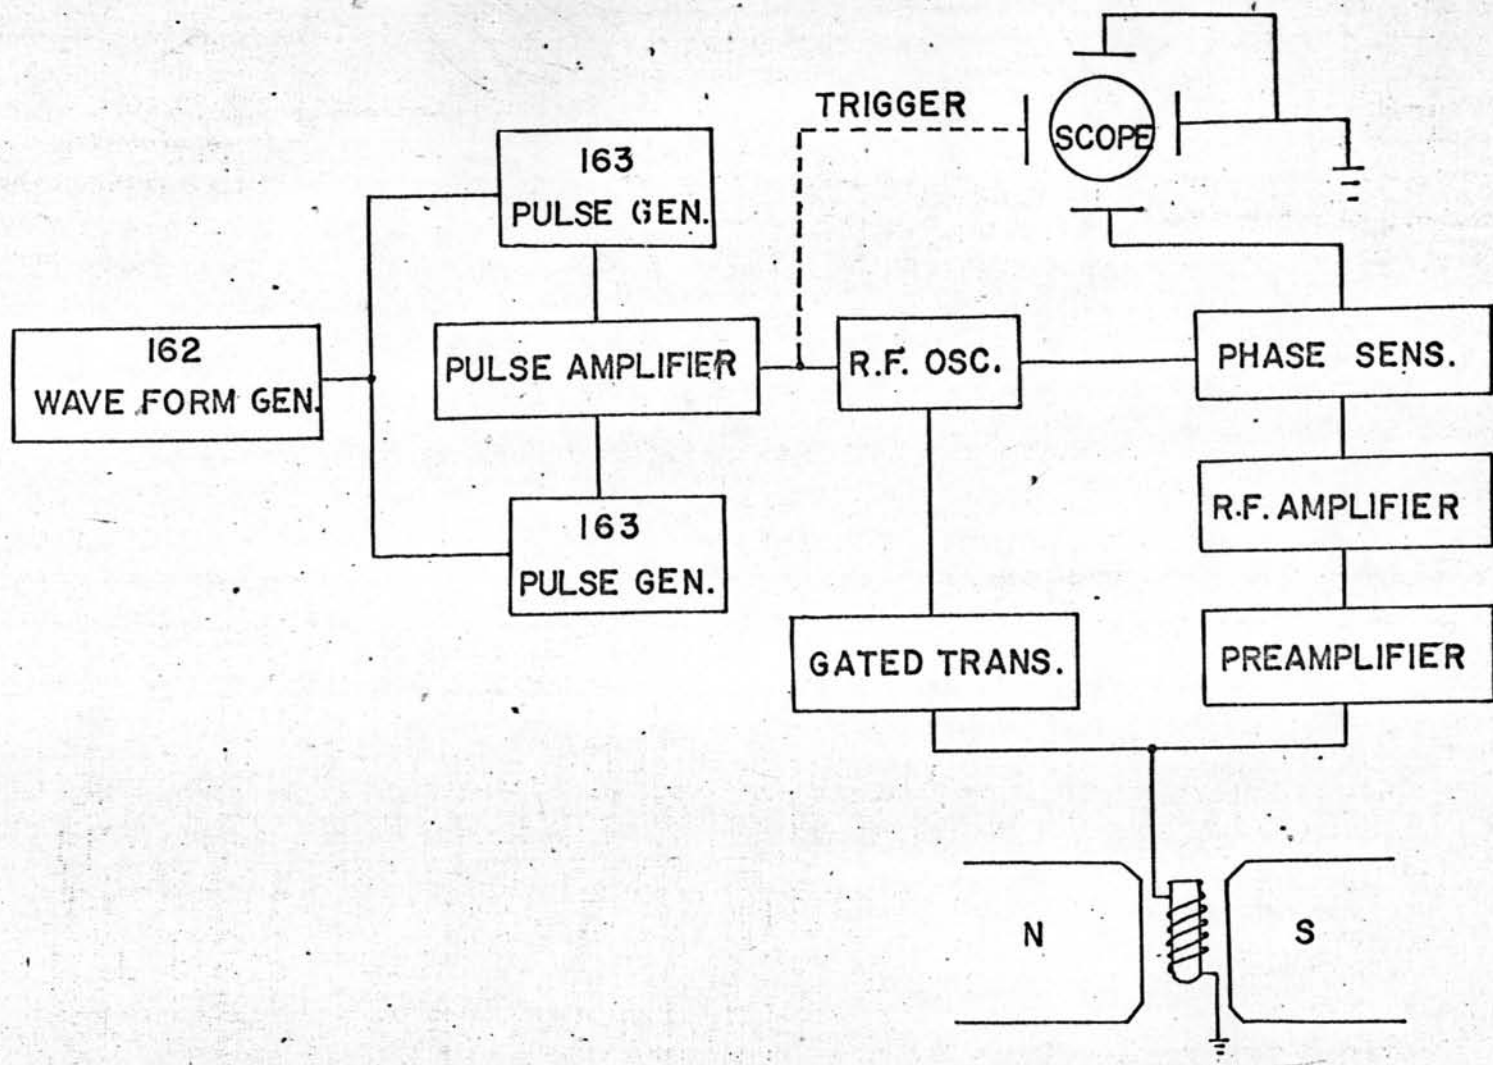 TRIGGER
SCOPE
163
PULSE GEN.
162
WAVE FORM GEN.
PULSE AMPLIFIER
R.F. OSC.
PHASE SENS.
163
PULSE GEN.
R.F. AMPLIFIER
GATED TRANS.
PREAMPLIFIER
N
S